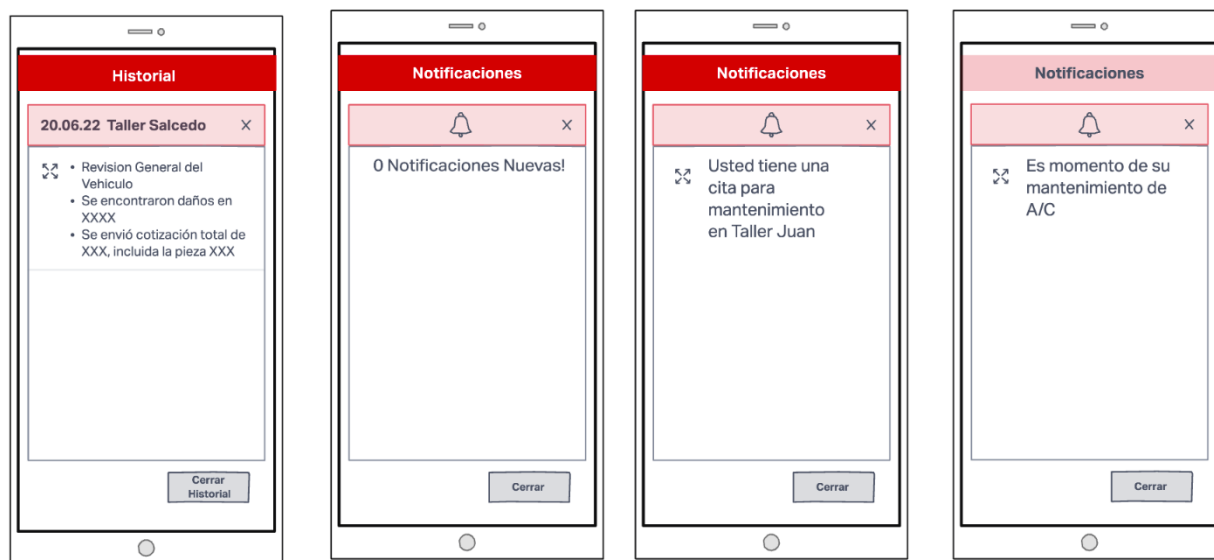 Historial
20.06.22 Taller Salcedo X
• Revision General del
Vehiculo
• Se encontraron daños en
XXXX
• Se envió cotización total de
XXX, incluida la pieza XXX
Cerrar
Historial
Notificaciones
X
0 Notificaciones Nuevas!
Cerrar
Notificaciones
X
Usted tiene una
cita para
mantenimiento
en Taller Juan
Cerrar
Notificaciones
X
Es momento de su
mantenimiento de
A/C
Cerrar